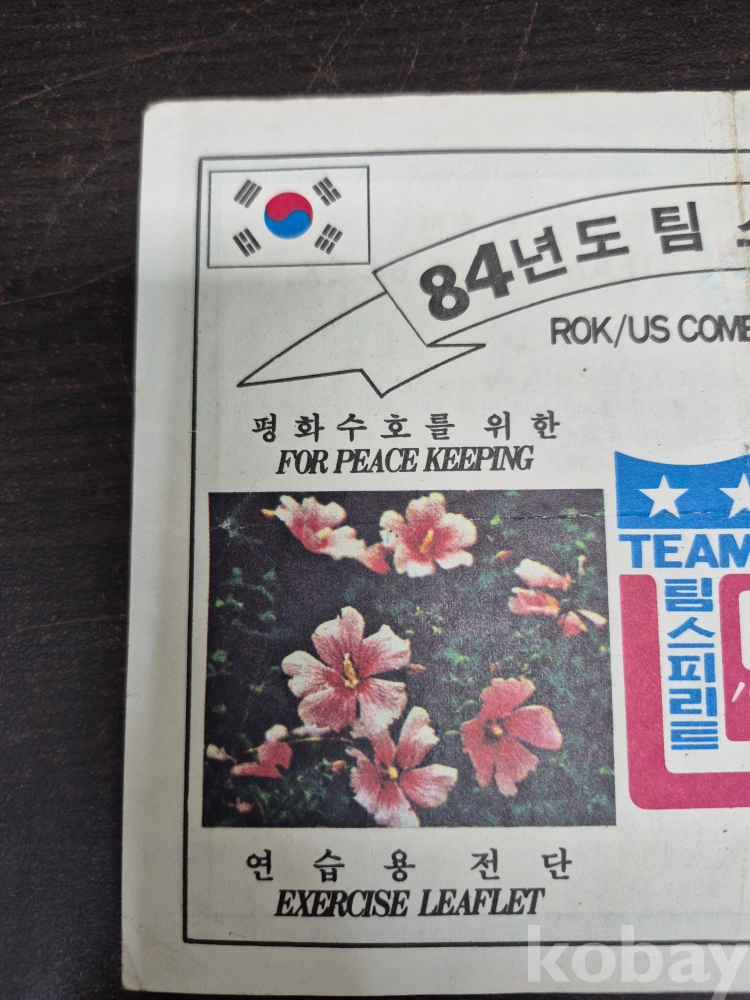 84년도 팀
ROK/US
평화수호를 위한
FOR PEACE KEEPING
TEAM
팀스피리트
연습용 전단
EXERCISE LEAFLET
kobay